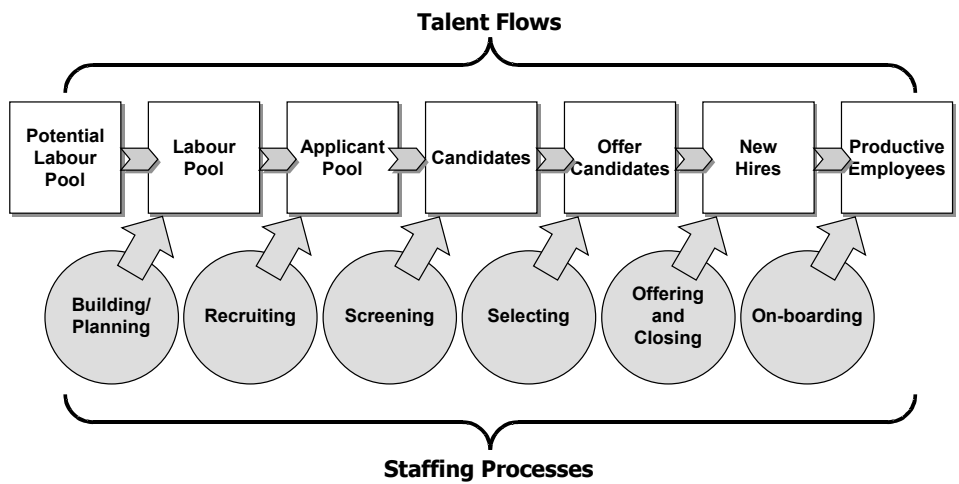 Talent Flows
Potential
Labour
Pool
Labour
Pool
Applicant
Pool
Candidates
Offer
Candidates
New
Hires
Productive
Employees
Building/
Planning
Recruiting
Screening
Selecting
Offering
and
Closing
On-boarding
Staffing Processes